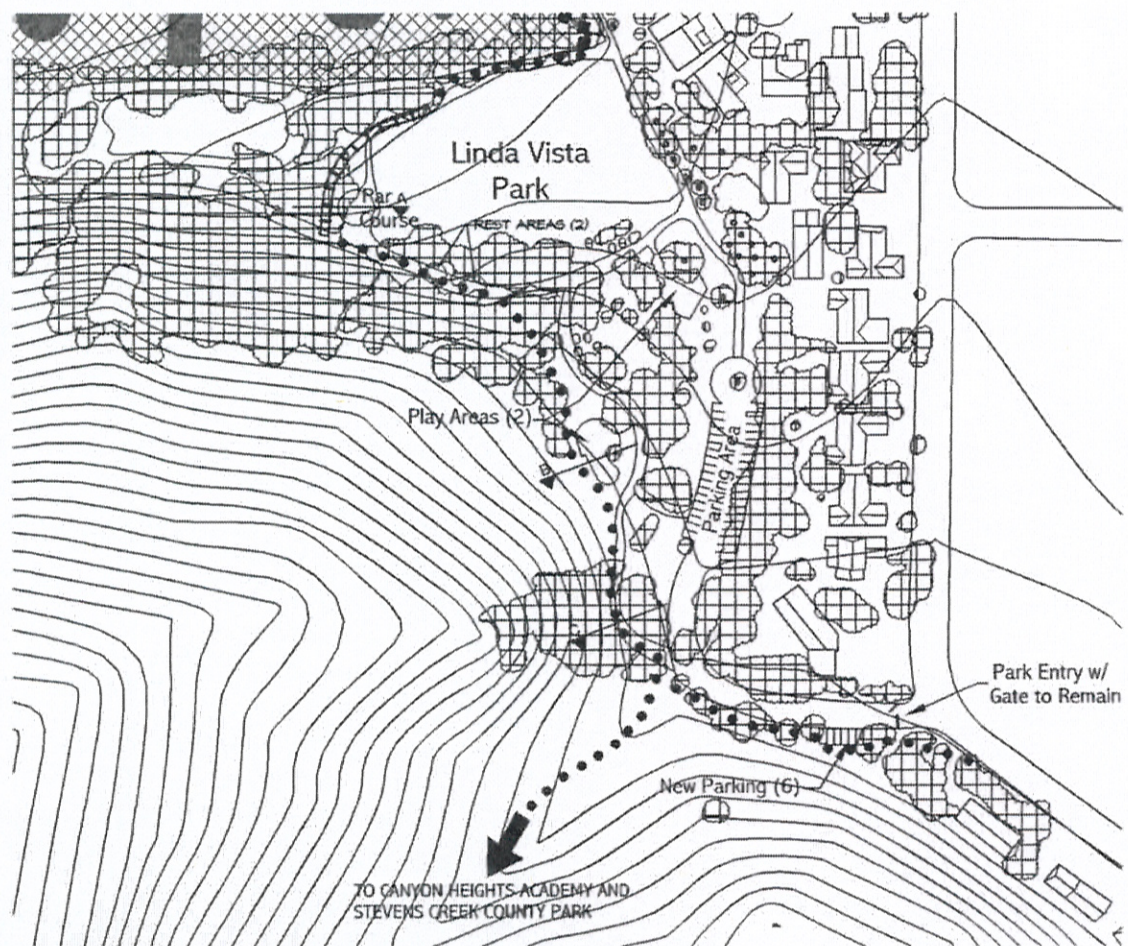 Linda Vista
Park
Par
Course
REST AREAS (2)
Play Areas (2)
B
Parking Area
Park Entry w/
Gate to Remain
New Parking (6)
TO CANYON HEIGHTS ACADEMY AND
STEVENS CREEK COUNTY PARK